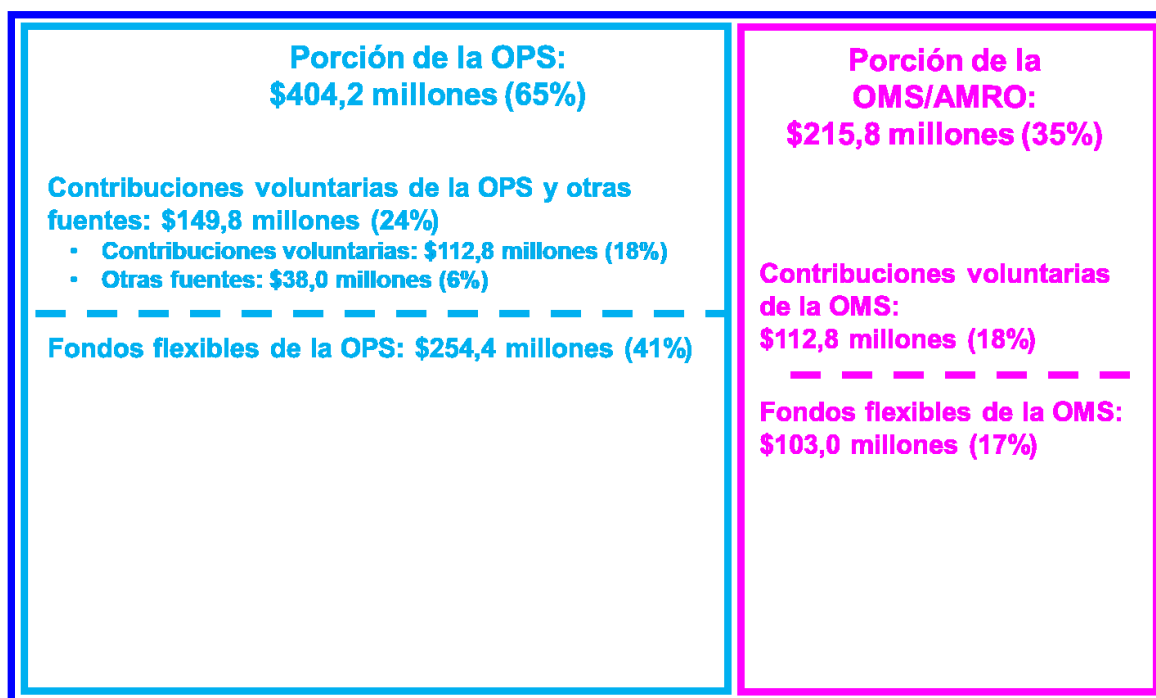 Porción de la OPS:
$404,2 millones (65%)
Contribuciones voluntarias de la OPS y otras
fuentes: $149,8 millones (24%)
• Contribuciones voluntarias: $112,8 millones (18%)
• Otras fuentes: $38,0 millones (6%)
Fondos flexibles de la OPS: $254,4 millones (41%)
Porción de la
OMS/AMRO:
$215,8 millones (35%)
Contribuciones voluntarias
de la OMS:
$112,8 millones (18%)
Fondos flexibles de la OMS:
$103,0 millones (17%)